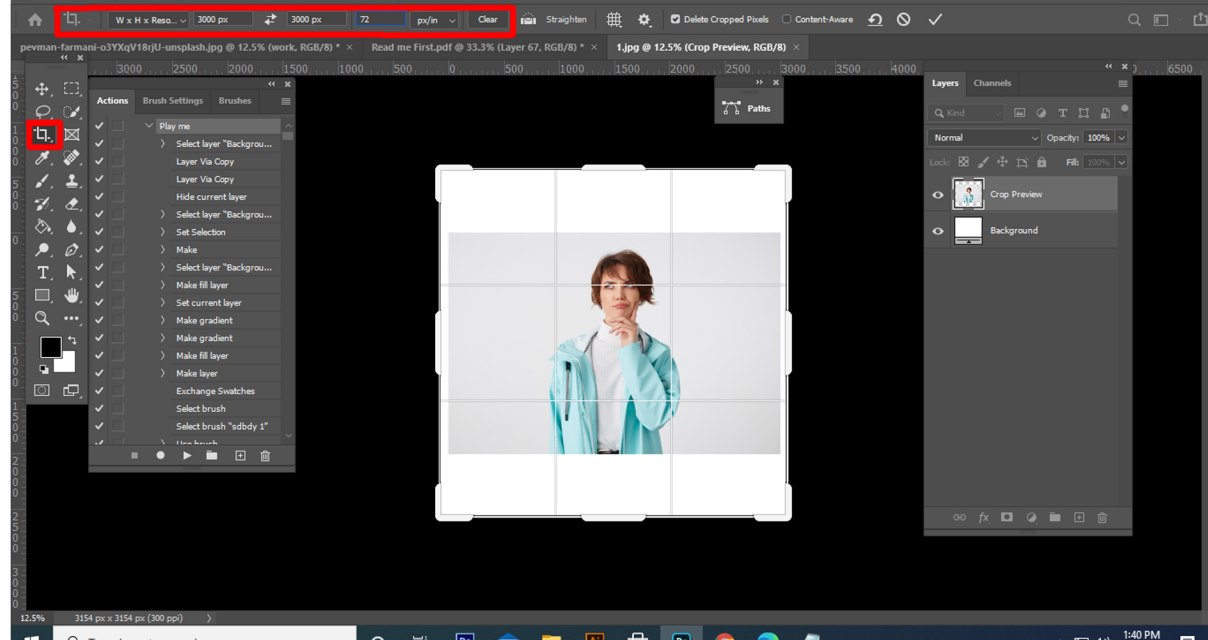 W x H x Reso... 3000 px 3000 px 72 px/in Clear Straighten Delete Cropped Pixels Content-Aware
pevman-farmani-o3YXqV18rjU-unsplash.jpg @ 12.5% (work, RGB/8) * × Read me First.pdf @ 33.3% (Layer 67, RGB/8) * × 1.jpg @ 12.5% (Crop Preview, RGB/8) ×
3000 2500 2000 1500 1000 500 0 500 1000 1500 2000 2500 3000 3500 4000 6500
Actions Brush Settings Brushes
Play me
Select layer "Backgrou...
Layer Via Copy
Layer Via Copy
Hide current layer
Select layer "Backgrou...
Set Selection
Make
Select layer "Backgrou...
Make fill layer
Set current layer
Make gradient
Make gradient
Make fill layer
Make layer
Exchange Swatches
Select brush
Select brush "sdbdy 1"
Use brush
Paths
Layers Channels
Kind
Normal Opacity: 100%
Lock: Fill: 100%
Crop Preview
Background
12.5% 3154 px x 3154 px (300 ppi)
1:40 PM